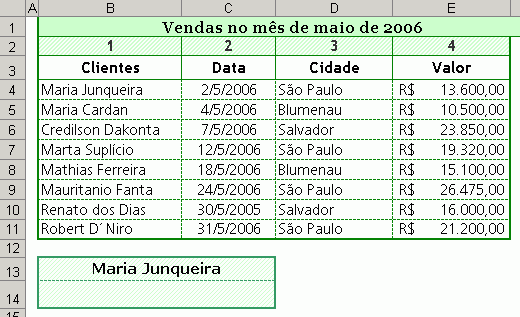 A B C D E
1 Vendas no mês de maio de 2006
2 1 2 3 4
3 Clientes Data Cidade Valor
4 Maria Junqueira 2/5/2006 São Paulo R$ 13.600,00
5 Maria Cardan 4/5/2006 Blumenau R$ 10.500,00
6 Credilson Dakonta 7/5/2006 Salvador R$ 23.850,00
7 Marta Suplício 12/5/2006 São Paulo R$ 19.320,00
8 Mathias Ferreira 18/5/2006 Blumenau R$ 15.100,00
9 Mauritanio Fanta 24/5/2006 São Paulo R$ 26.475,00
10 Renato dos Dias 30/5/2005 Salvador R$ 16.000,00
11 Robert D´Niro 31/5/2006 São Paulo R$ 21.200,00
12
13 Maria Junqueira
14